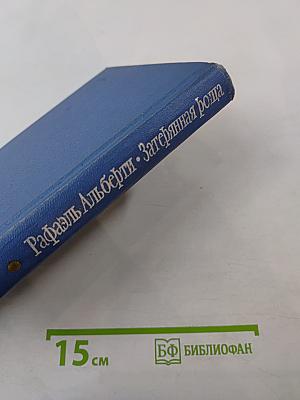 Рафаэль Альберти • Затерянная роща
15 см
БФ БИБЛИОФАН